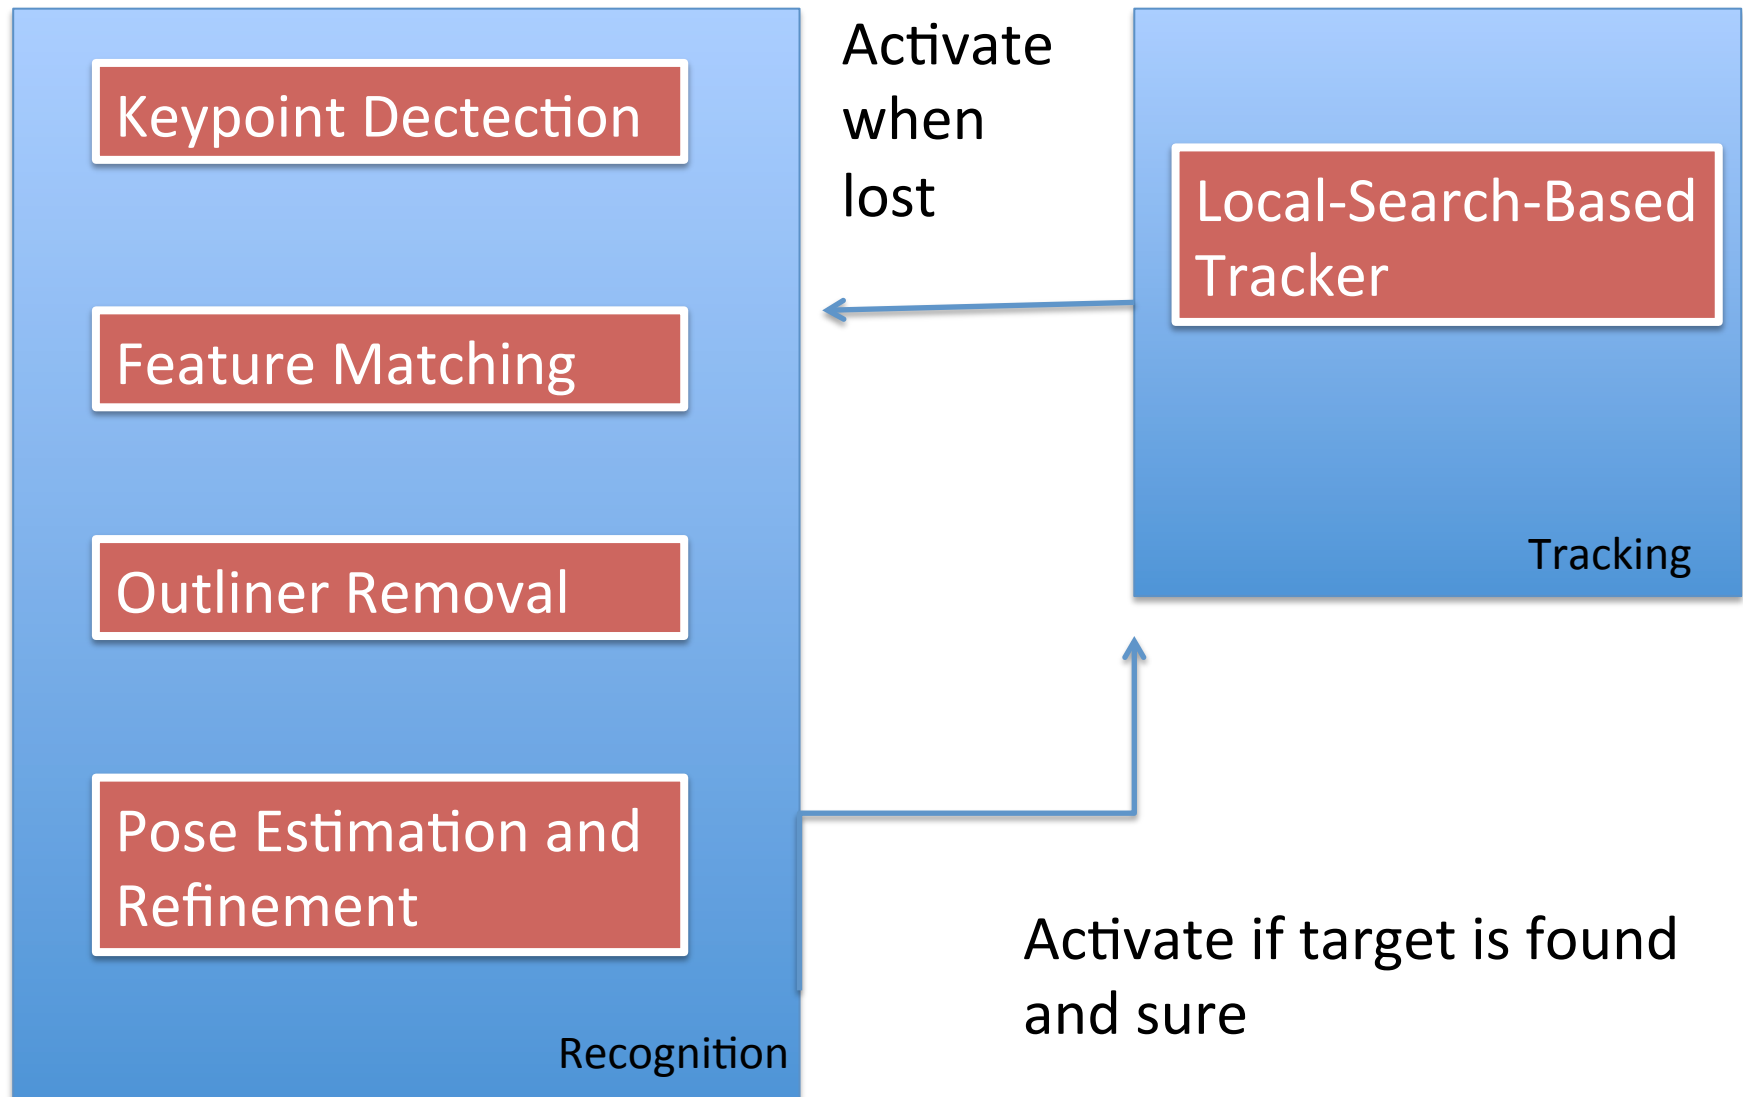 Keypoint Dectection
Feature Matching
Outliner Removal
Pose Estimation and
Refinement
Recognition
Activate
when
lost
Local-Search-Based
Tracker
Tracking
Activate if target is found
and sure